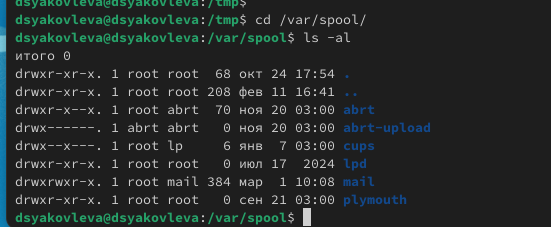 dsyakovleva@dsyakovleva:/tmp$
dsyakovleva@dsyakovleva:/tmp$ cd /var/spool/
dsyakovleva@dsyakovleva:/var/spool$ ls -al
итого 0
drwxr-xr-x. 1 root root  68 окт 24 17:54 .
drwxr-xr-x. 1 root root 208 фев 11 16:41 ..
drwxr-x--x. 1 root abrt  70 ноя 20 03:00 abrt
drwx------. 1 abrt abrt   0 ноя 20 03:00 abrt-upload
drwx--x---. 1 root lp     6 янв  7 03:00 cups
drwxr-xr-x. 1 root root   0 июл 17  2024 lpd
drwxrwxr-x. 1 root mail 384 мар  1 10:08 mail
drwxr-xr-x. 1 root root   0 сен 21 03:00 plymouth
dsyakovleva@dsyakovleva:/var/spool$